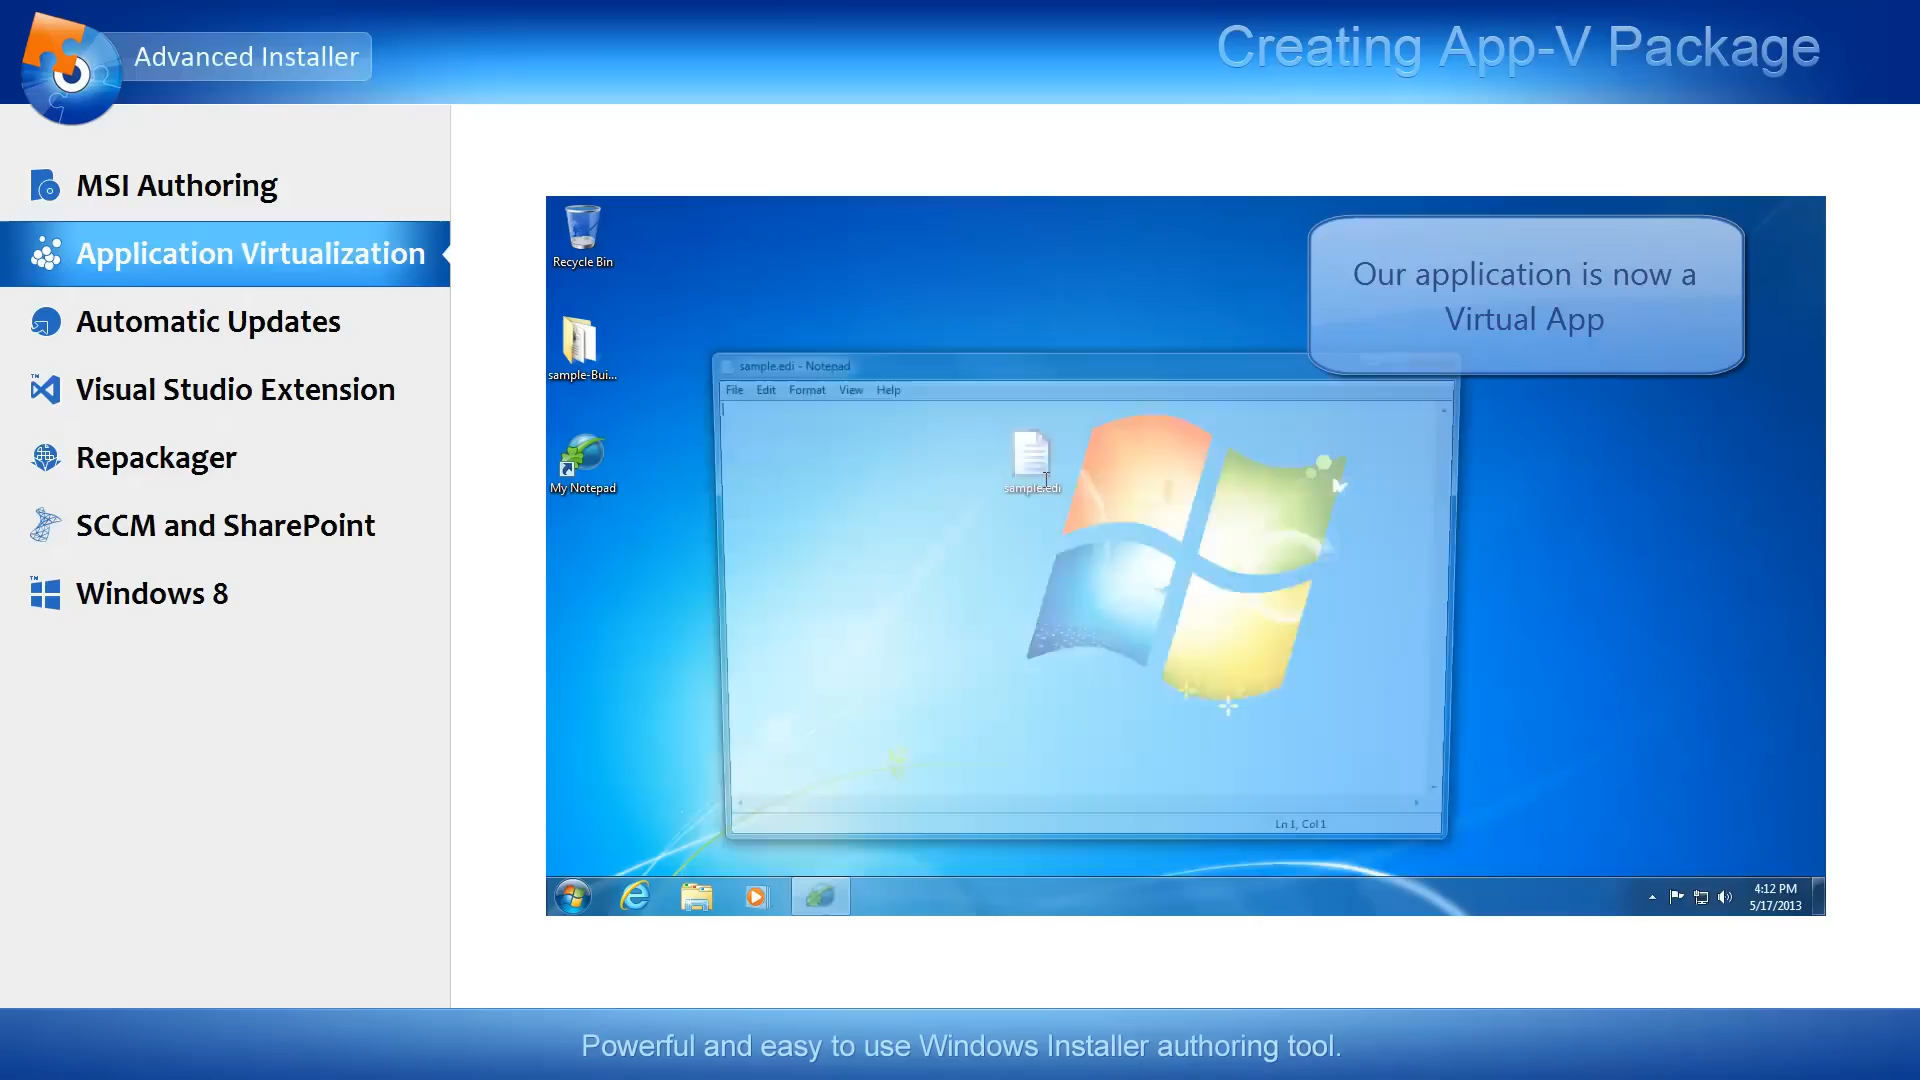 Advanced Installer
Creating App-V Package
MSI Authoring
Application Virtualization
Automatic Updates
Visual Studio Extension
Repackager
SCCM and SharePoint
Windows 8
Recycle Bin
sample-Bui...
My Notepad
Our application is now a
Virtual App
sample.edi - Notepad
File Edit Format View Help
sample.edi
Ln 1, Col 1
4:12 PM
5/17/2013
Powerful and easy to use Windows Installer authoring tool.